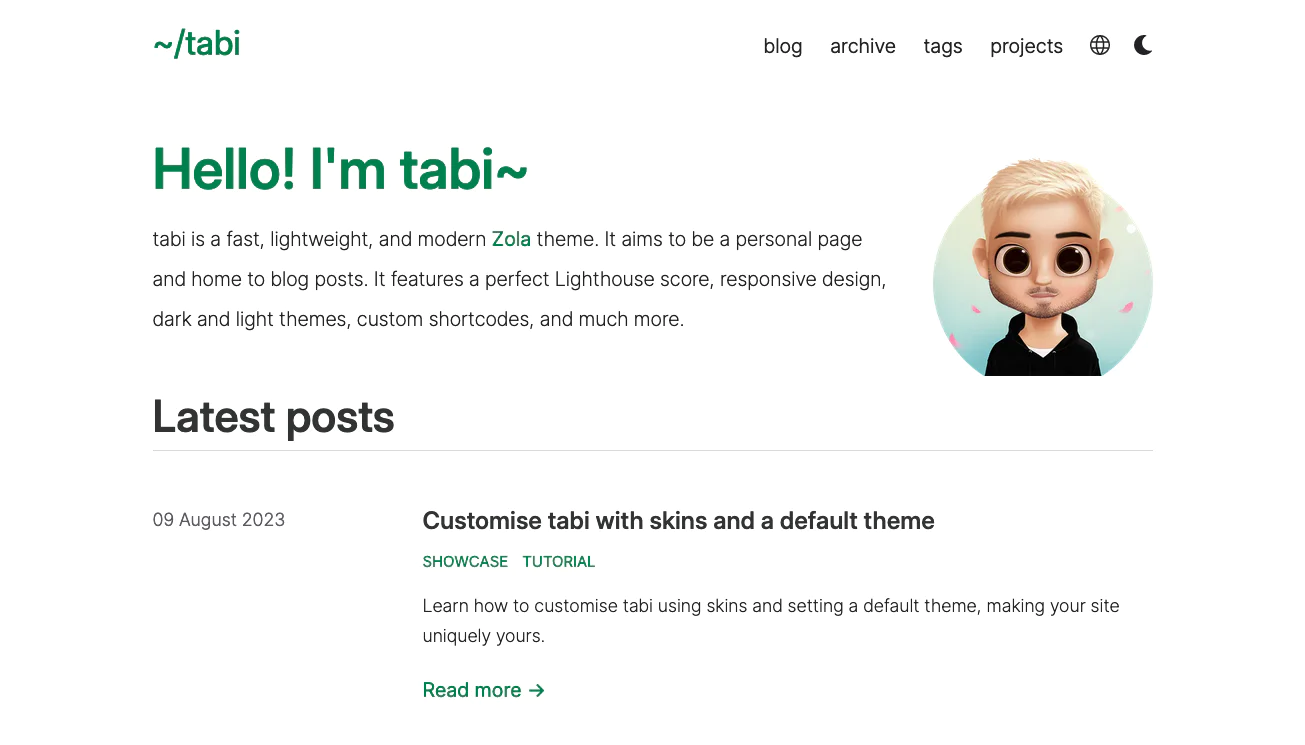 ~/tabi
blog archive tags projects
Hello! I'm tabi~
tabi is a fast, lightweight, and modern Zola theme. It aims to be a personal page
and home to blog posts. It features a perfect Lighthouse score, responsive design,
dark and light themes, custom shortcodes, and much more.
Latest posts
09 August 2023
Customise tabi with skins and a default theme
SHOWCASE TUTORIAL
Learn how to customise tabi using skins and setting a default theme, making your site
uniquely yours.
Read more →